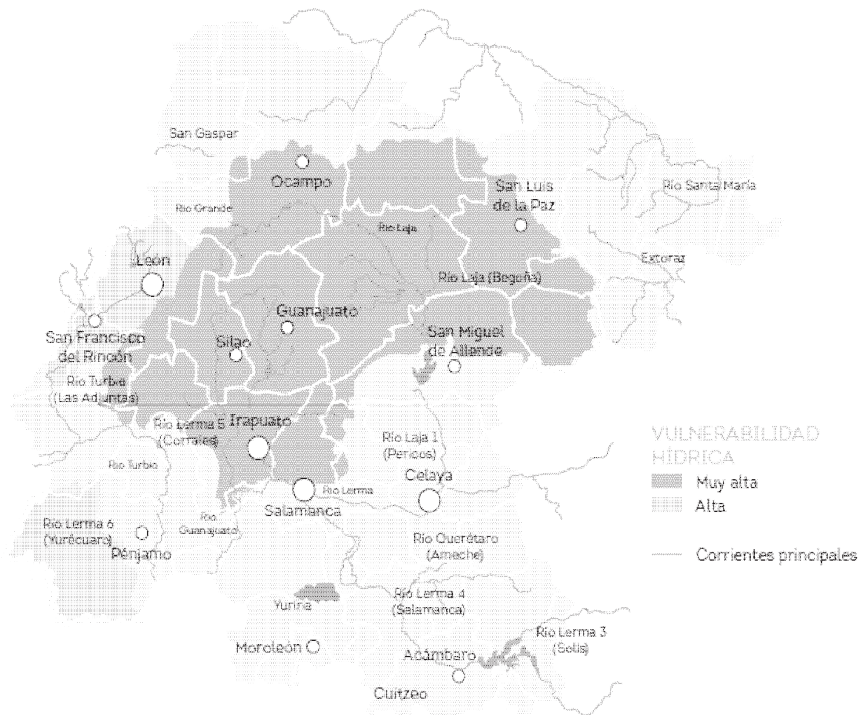 San Gaspar
Ocampo
San Luis
de la Paz
Río Santa María
Río Grande
Río Laja
León
Extoraz
Río Laja (Begoña)
Guanajuato
San Francisco
del Rincón
Silao
San Miguel
de Allende
Río Turbio
(Las Adjuntas)
Irapuato
Río Lerma 5
(Corrales)
Río Laja 1
(Pericos)
VULNERABILIDAD
HÍDRICA
Muy alta
Alta
Corrientes principales
Río Turbio
Celaya
Río Lerma
Salamanca
Río
Guanajuato
Río Lerma 6
(Yurécuaro)
Pénjamo
Río Querétaro
(Ameche)
Yuriria
Río Lerma 4
(Salamanca)
Río Lerma 3
(Solís)
Moroleón
Acámbaro
Cuitzeo